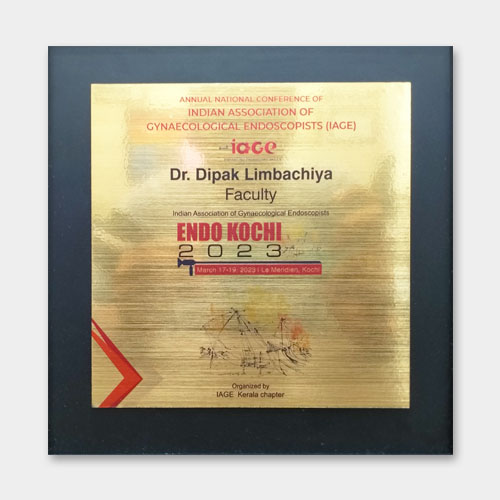 ANNUAL NATIONAL CONFERENCE OF
INDIAN ASSOCIATION OF
GYNAECOLOGICAL ENDOSCOPISTS (IAGE)
iage
Dr. Dipak Limbachiya
Faculty
Indian Association of Gynaecological Endoscopists
ENDO KOCHI
2023
March 17-19, 2023 I Le Meridien, Kochi
Organized by
IAGE Kerala chapter